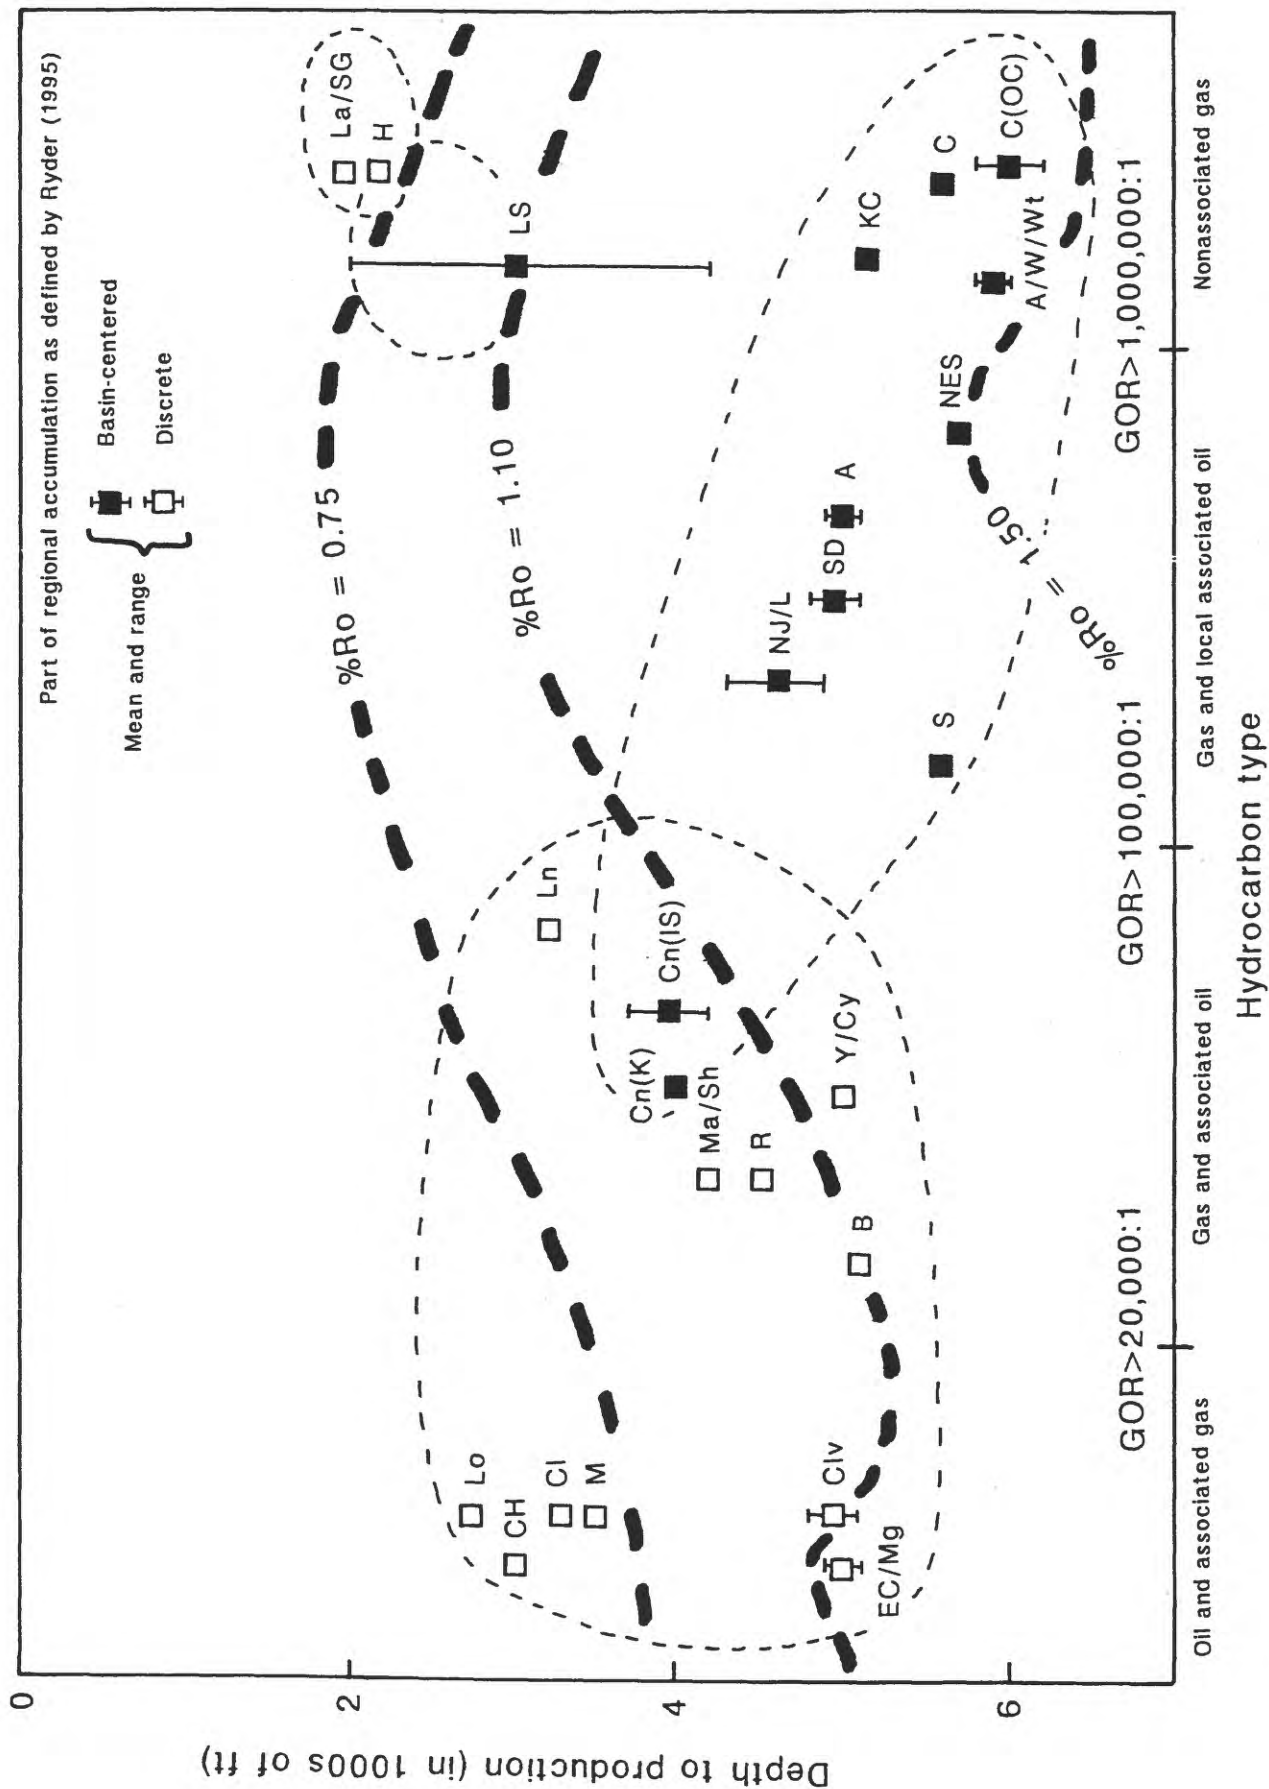 Part of regional accumulation as defined by Ryder (1995)
Mean and range
Basin-centered
Discrete
0
2
4
6
Depth to production (in 1000s of ft)
%Ro = 0.75
%Ro = 1.10
%Ro = 1.50
La/SG
H
LS
KC
C
C(OC)
A/W/Wt
NES
A
SD
NJ/L
S
Ln
Cn(IS)
Cn(K)
Ma/Sh
R
Y/Cy
B
Lo
CH
Cl
M
Clv
EC/Mg
GOR>20,000:1
GOR>100,000:1
GOR>1,000,000:1
Oil and associated gas
Gas and associated oil
Gas and local associated oil
Nonassociated gas
Hydrocarbon type